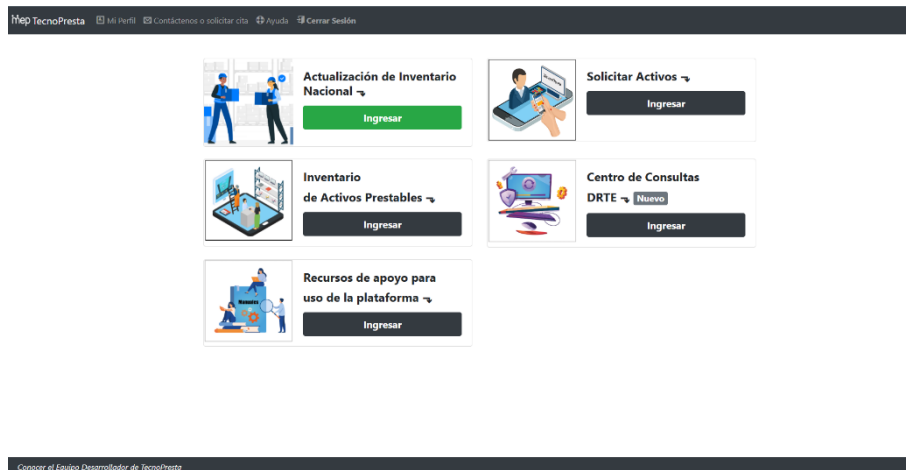 mep TecnoPresta Mi Perfil Contáctenos o solicitar cita Ayuda Cerrar Sesión
Actualización de Inventario
Nacional
Ingresar
Solicitar Activos
Ingresar
Inventario
de Activos Prestables
Ingresar
Centro de Consultas
DRTE Nuevo
Ingresar
Recursos de apoyo para
uso de la plataforma
Ingresar
Manuales
Conocer el Equipo Desarrollador de TecnoPresta